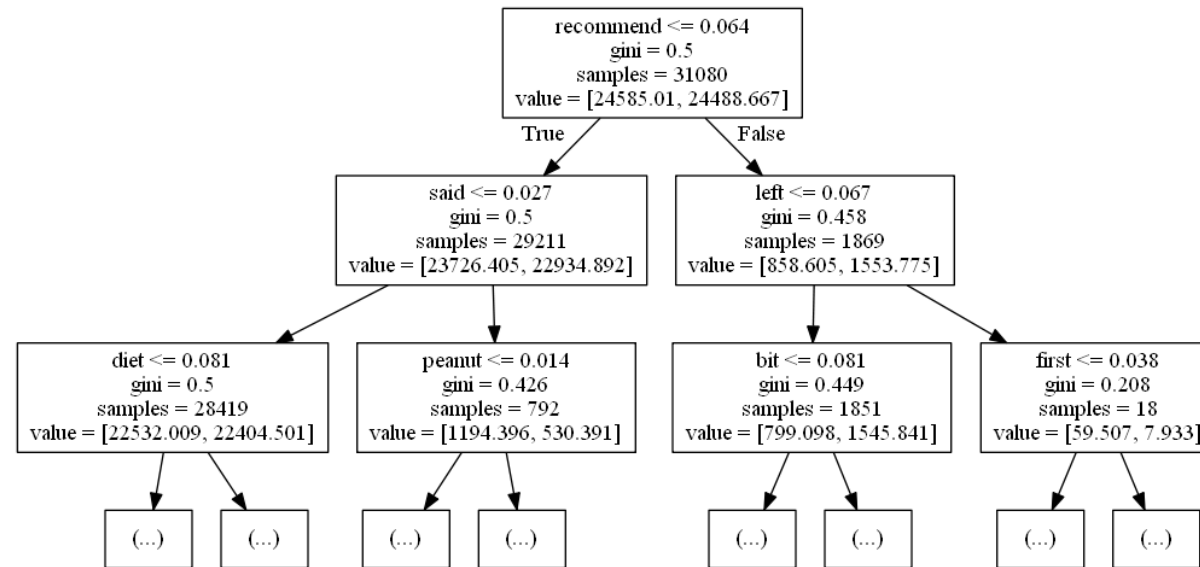 recommend <= 0.064
gini = 0.5
samples = 31080
value = [24585.01, 24488.667]
True
False
said <= 0.027
gini = 0.5
samples = 29211
value = [23726.405, 22934.892]
left <= 0.067
gini = 0.458
samples = 1869
value = [858.605, 1553.775]
diet <= 0.081
gini = 0.5
samples = 28419
value = [22532.009, 22404.501]
peanut <= 0.014
gini = 0.426
samples = 792
value = [1194.396, 530.391]
bit <= 0.081
gini = 0.449
samples = 1851
value = [799.098, 1545.841]
first <= 0.038
gini = 0.208
samples = 18
value = [59.507, 7.933]
(...)
(...)
(...)
(...)
(...)
(...)
(...)
(...)